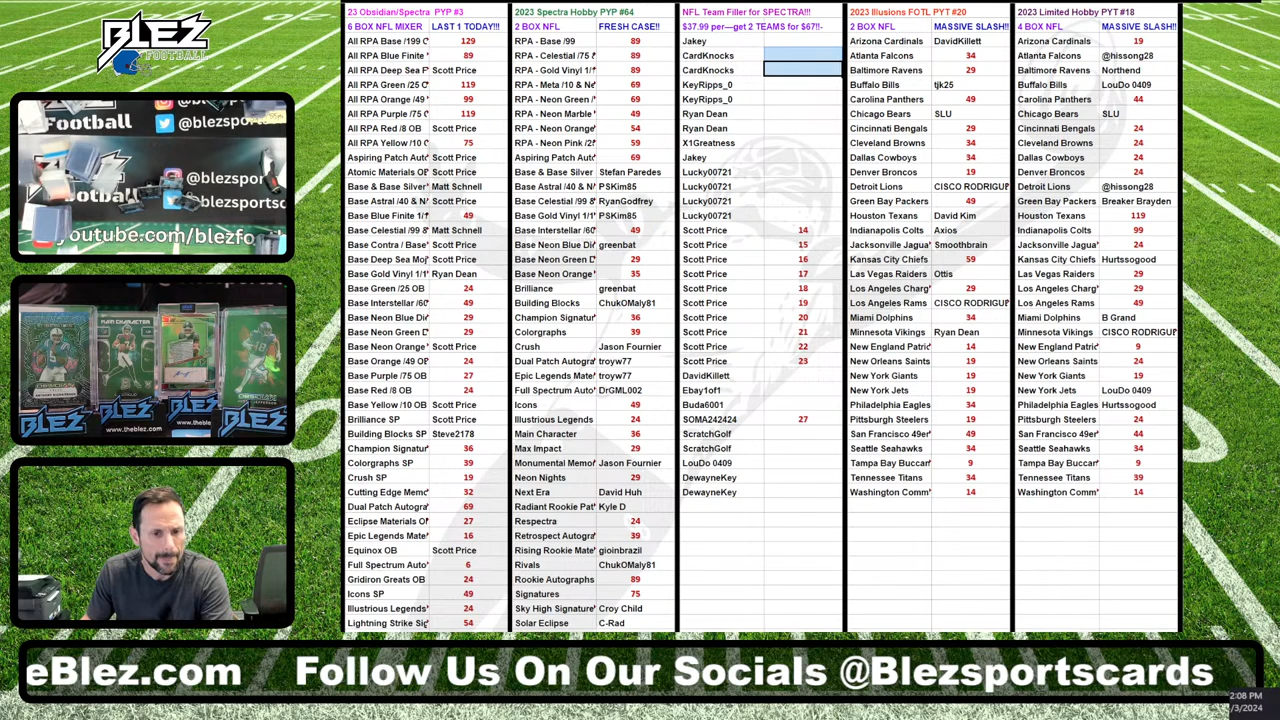 BLEZ
FOOTBALL
Football
@blezsports
@blezspor
@blezsportsc
youtube.com/blezfo
BLEZ
BLEZ
BLEZ
BLEZ
23 Obsidian/Spectra PYP #3
6 BOX NFL MIXER LAST 1 TODAY!!!
All RPA Base /199 129
All RPA Blue Finite 89
All RPA Deep Sea Scott Price
All RPA Green /25 119
All RPA Orange /49 99
All RPA Purple /75 119
All RPA Red /8 OB Scott Price
All RPA Yellow /10 75
Aspiring Patch Aut Scott Price
Atomic Materials OB Scott Price
Base & Base Silver Matt Schnell
Base Astral /40 & N Scott Price
Base Blue Finite 1/ 49
Base Celestial /99 & Matt Schnell
Base Contra / Base Scott Price
Base Deep Sea Moj Scott Price
Base Gold Vinyl 1/1 Ryan Dean
Base Green /25 OB 24
Base Interstellar /60 49
Base Neon Blue Di 29
Base Neon Green 29
Base Neon Orange Scott Price
Base Orange /49 OB 24
Base Purple /75 OB 27
Base Red /8 OB 24
Base Yellow /10 OB Scott Price
Brilliance SP Scott Price
Building Blocks SP Steve2178
Champion Signatur 36
Colorgraphs SP 39
Crush SP 19
Cutting Edge Memo 32
Dual Patch Autogra 69
Eclipse Materials O 27
Epic Legends Mate 16
Equinox OB Scott Price
Full Spectrum Auto 6
Gridiron Greats OB 24
Icons SP 49
Illustrious Legends 24
Lightning Strike Sig 54
2023 Spectra Hobby PYP #64
2 BOX NFL FRESH CASE!!
RPA - Base /99 89
RPA - Celestial /75 89
RPA - Gold Vinyl 1/ 89
RPA - Meta /10 & Ne 69
RPA - Neon Green / 69
RPA - Neon Marble 49
RPA - Neon Orange 54
RPA - Neon Pink /2 59
Aspiring Patch Auto 69
Base & Base Silver Stefan Paredes
Base Astral /40 & N PSKim85
Base Celestial /99 & RyanGodfrey
Base Gold Vinyl 1/1 PSKim85
Base Interstellar /60 49
Base Neon Blue Di greenbat
Base Neon Green 29
Base Neon Orange 35
Brilliance greenbat
Building Blocks ChukOMaly81
Champion Signatur 36
Colorgraphs 39
Crush Jason Fournier
Dual Patch Autogra troyw77
Epic Legends Mate troyw77
Full Spectrum Auto DrGML002
Icons 49
Illustrious Legends 24
Main Character 36
Max Impact 29
Monumental Memo Jason Fournier
Neon Nights 29
Next Era David Huh
Radiant Rookie Pat Kyle D
Respectra 24
Retrospect Autogra 39
Rising Rookie Mate gioinbrazil
Rivals ChukOMaly81
Rookie Autographs 89
Signatures 75
Sky High Signature Croy Child
Solar Eclipse C-Rad
NFL Team Filler for SPECTRA!!!
$37.99 per---get 2 TEAMS for $67!!-
Jakey
CardKnocks
CardKnocks
KeyRipps_0
KeyRipps_0
Ryan Dean
Ryan Dean
X1Greatness
Jakey
Lucky00721
Lucky00721
Lucky00721
Lucky00721
Scott Price 14
Scott Price 15
Scott Price 16
Scott Price 17
Scott Price 18
Scott Price 19
Scott Price 20
Scott Price 21
Scott Price 22
Scott Price 23
DavidKillett
Ebay1of1
Buda6001
SOMA242424 27
ScratchGolf
ScratchGolf
LouDo 0409
DewayneKey
DewayneKey
2023 Illusions FOTL PYT #20
2 BOX NFL MASSIVE SLASH!!
Arizona Cardinals DavidKillett
Atlanta Falcons 34
Baltimore Ravens 29
Buffalo Bills tjk25
Carolina Panthers 49
Chicago Bears SLU
Cincinnati Bengals 29
Cleveland Browns 34
Dallas Cowboys 34
Denver Broncos 19
Detroit Lions CISCO RODRIGU
Green Bay Packers 49
Houston Texans David Kim
Indianapolis Colts Axios
Jacksonville Jagua Smoothbrain
Kansas City Chiefs 59
Las Vegas Raiders Ottis
Los Angeles Charg 29
Los Angeles Rams CISCO RODRIGU
Miami Dolphins 34
Minnesota Vikings Ryan Dean
New England Patri 14
New Orleans Saints 19
New York Giants 19
New York Jets 19
Philadelphia Eagles 34
Pittsburgh Steelers 19
San Francisco 49er 49
Seattle Seahawks 34
Tampa Bay Buccan 9
Tennessee Titans 34
Washington Comm 14
2023 Limited Hobby PYT #18
4 BOX NFL MASSIVE SLASH!!
Arizona Cardinals 19
Atlanta Falcons @hissong28
Baltimore Ravens Northend
Buffalo Bills LouDo 0409
Carolina Panthers 44
Chicago Bears SLU
Cincinnati Bengals 24
Cleveland Browns 24
Dallas Cowboys 24
Denver Broncos 24
Detroit Lions @hissong28
Green Bay Packers Breaker Brayden
Houston Texans 119
Indianapolis Colts 99
Jacksonville Jagua 24
Kansas City Chiefs Hurtssogood
Las Vegas Raiders 29
Los Angeles Charg 29
Los Angeles Rams 49
Miami Dolphins B Grand
Minnesota Vikings CISCO RODRIGU
New England Patri 9
New Orleans Saints 24
New York Giants 19
New York Jets LouDo 0409
Philadelphia Eagles Hurtssogood
Pittsburgh Steelers 24
San Francisco 49er 44
Seattle Seahawks 34
Tampa Bay Buccan 9
Tennessee Titans 39
Washington Comm 14
eBlez.com Follow Us On Our Socials @Blezsportscards
2:08 PM
/3/2024